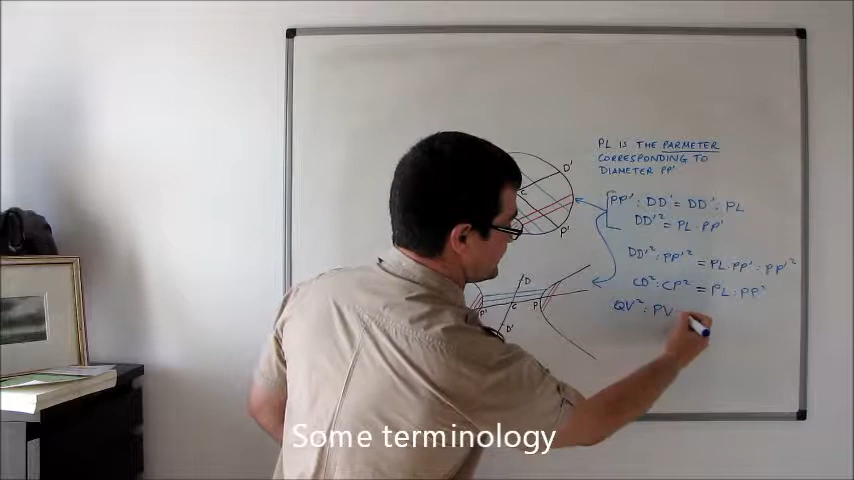 PL IS THE PARMETER
CORRESPONDING TO
DIAMETER PP'
PP' : DD' = DD' : PL
DD'² = PL.PP'
DD'² : PP'² = PL.PP' : PP'²
CD² : CP² = PL : PP'
QV² : PV
D'
C
P'
D
P'
C
P
D'
Some terminology